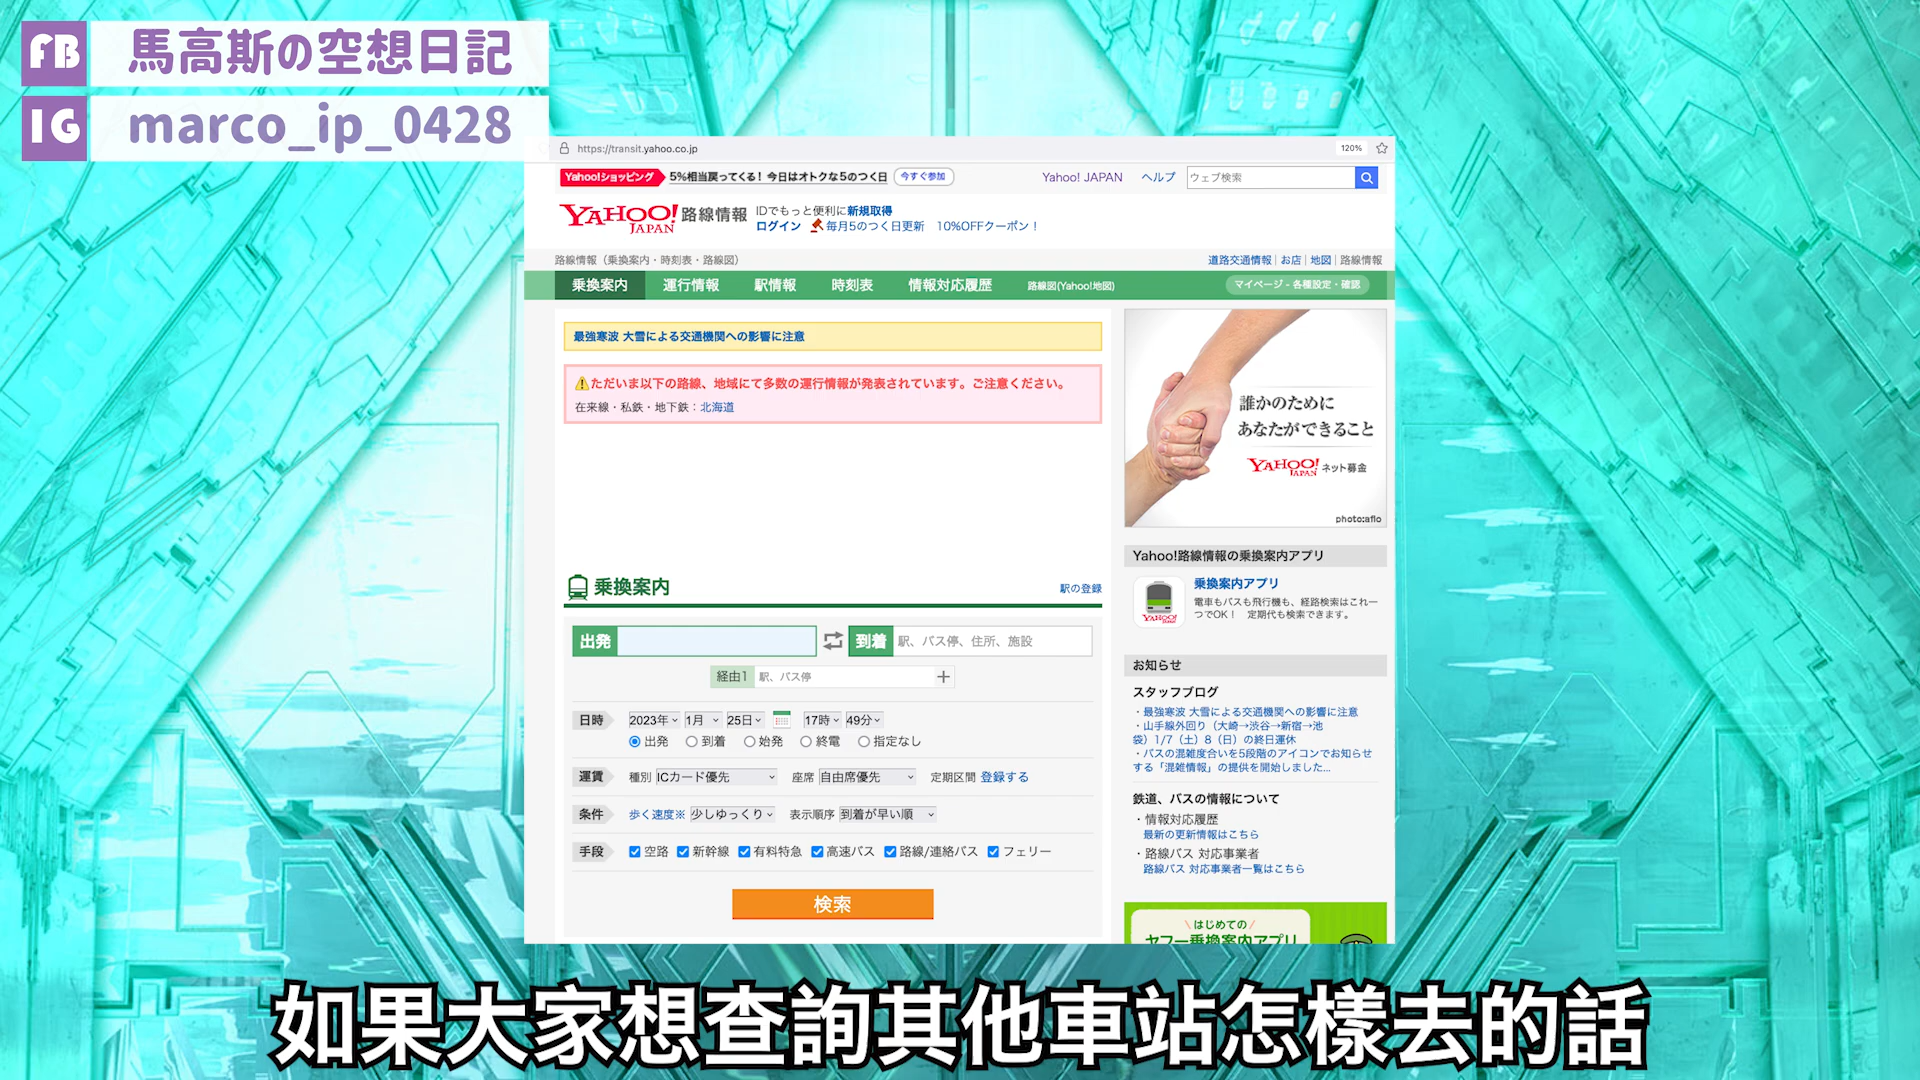 FB 馬高斯の空想日記
IG marco_ip_0428
https://transit.yahoo.co.jp 120%
Yahoo!ショッピング 5%相当戻ってくる！今日はオトクな5のつく日 今すぐ参加 Yahoo! JAPAN ヘルプ ウェブ検索
YAHOO! JAPAN 路線情報 IDでもっと便利に新規取得
ログイン 毎月5のつく日更新 10%OFFクーポン！
路線情報（乗換案内・時刻表・路線図） 道路交通情報 | お店 | 地図 | 路線情報
乗換案内 運行情報 駅情報 時刻表 情報対応履歴 路線図(Yahoo!地図) マイページ - 各種設定・確認
最強寒波 大雪による交通機関への影響に注意
ただいま以下の路線、地域にて多数の運行情報が発表されています。ご注意ください。
在来線・私鉄・地下鉄：北海道
誰かのために
あなたができること
YAHOO! JAPAN ネット募金
photo:aflo
乗換案内 駅の登録
出発 到着 駅、バス停、住所、施設
経由1 駅、バス停
日時 2023年 1月 25日 17時 49分
出発 到着 始発 終電 指定なし
運賃 種別 ICカード優先 座席 自由席優先 定期区間 登録する
条件 歩く速度※ 少しゆっくり 表示順序 到着が早い順
手段 空路 新幹線 有料特急 高速バス 路線/連絡バス フェリー
検索
Yahoo!路線情報の乗換案内アプリ
乗換案内アプリ
電車もバスも飛行機も、経路検索はこれ一
つでOK！ 定期代も検索できます。
YAHOO! JAPAN
お知らせ
スタッフブログ
・最強寒波 大雪による交通機関への影響に注意
・山手線外回り（大崎→渋谷→新宿→池
袋）1/7（土）8（日）の終日運休
・バスの混雑度合いを5段階のアイコンでお知らせ
する「混雑情報」の提供を開始しました...
鉄道、バスの情報について
・情報対応履歴
最新の更新情報はこちら
・路線バス 対応事業者
路線バス 対応事業者一覧はこちら
はじめての
ヤフー乗換案内アプリ
如果大家想查詢其他車站怎樣去的話